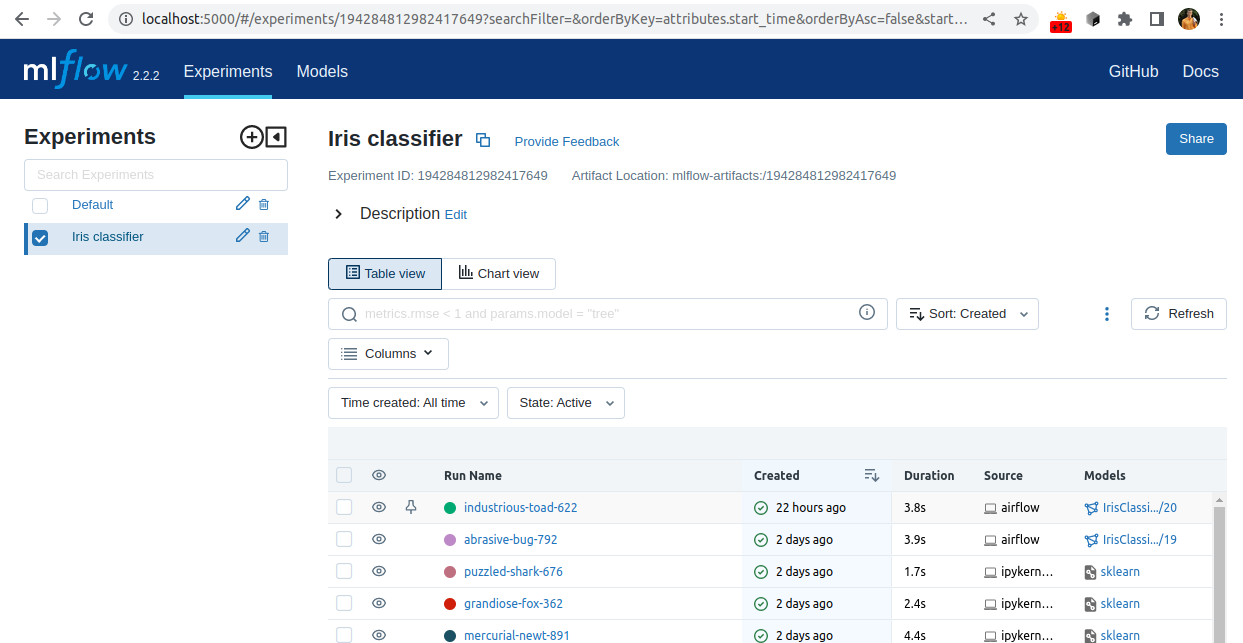 localhost:5000/#/experiments/194284812982417649?searchFilter=&orderByKey=attributes.start_time&orderByAsc=false&start...
+12
mlflow 2.2.2 Experiments Models GitHub Docs
Experiments
Search Experiments
Default
Iris classifier
Iris classifier Provide Feedback Share
Experiment ID: 194284812982417649 Artifact Location: mlflow-artifacts:/194284812982417649
Description Edit
Table view Chart view
metrics.rmse < 1 and params.model = "tree" Sort: Created Refresh
Columns
Time created: All time State: Active
Run Name Created Duration Source Models
industrious-toad-622 22 hours ago 3.8s airflow IrisClassi.../20
abrasive-bug-792 2 days ago 3.9s airflow IrisClassi.../19
puzzled-shark-676 2 days ago 1.7s ipykern... sklearn
grandiose-fox-362 2 days ago 2.4s ipykern... sklearn
mercurial-newt-891 2 days ago 4.4s ipykern... sklearn